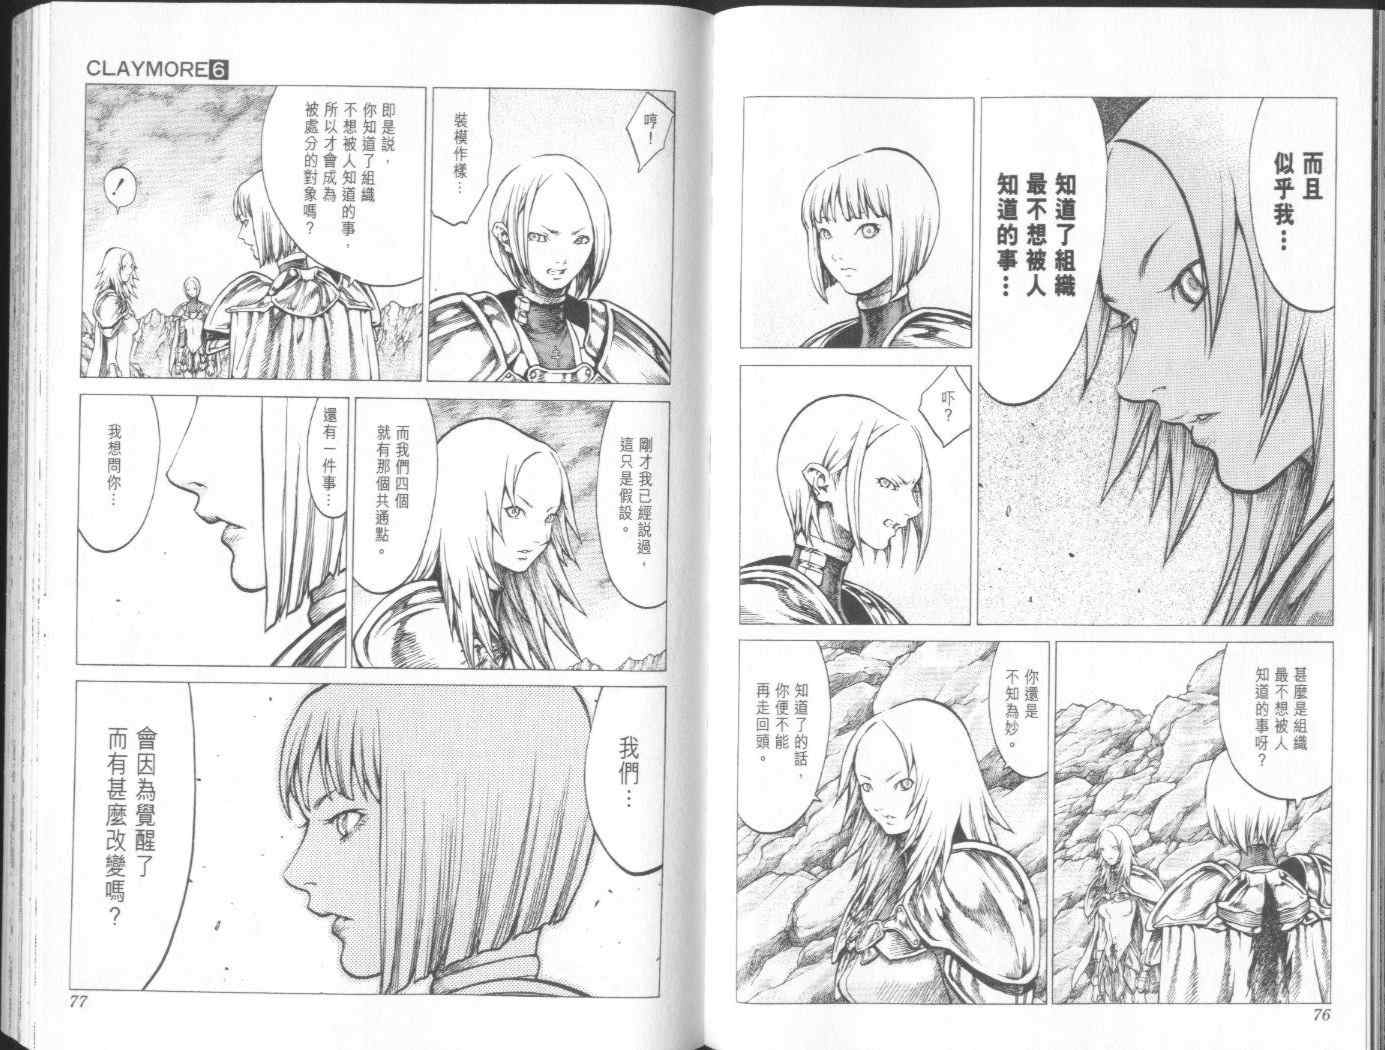 而且
似乎我…
知道了組織
最不想被人
知道的事…
吓？
甚麼是組織
最不想被人
知道的事呀？
你還是
不知為妙。
知道了的話，
你便不能
再走回頭。
76
CLAYMORE6
哼！
裝模作樣…
即是説，
你知道了組織
不想被人知道的事，
所以才會成為
被處分的對象嗎？
！
剛才我已經説過，
這只是假設。
而我們四個
就有那個共通點。
還有一件事…
我想問你…
我們…
會因為覺醒了
而有甚麼改變嗎？
77